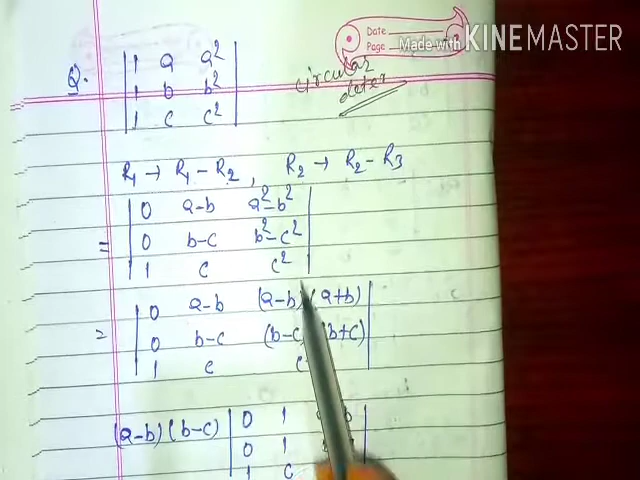 Date
Page
Made with KINEMASTER
Q. | 1 a a² |
| 1 b b² |
| 1 c c² |
circular
deter
R₁ → R₁ - R₂, R₂ → R₂ - R₃
| 0 a-b a²-b² |
= | 0 b-c b²-c² |
| 1 c c² |
| 0 a-b (a-b)(a+b) |
= | 0 b-c (b-c) b+c) |
| 1 c c |
(a-b)(b-c) | 0 1 b |
| 0 1 |
| 1 c |